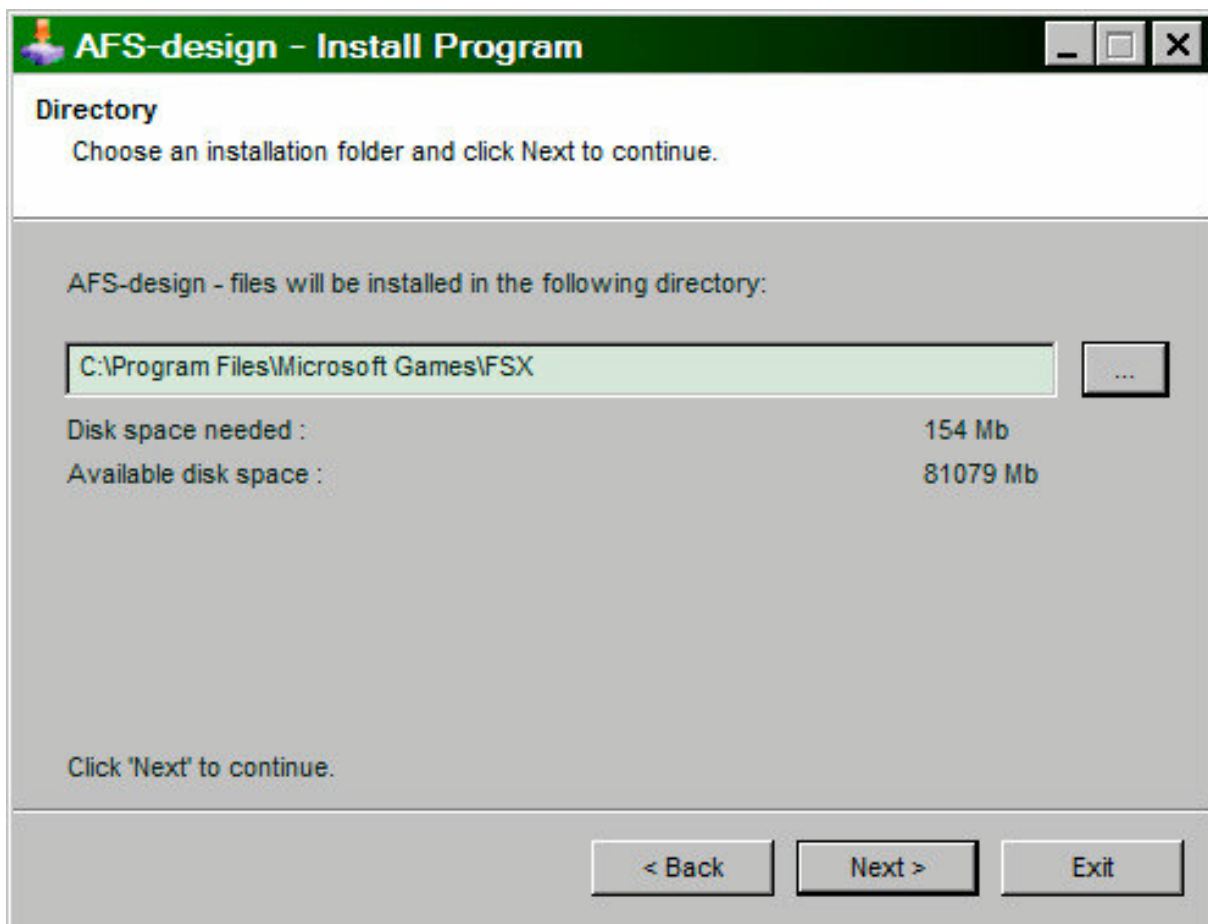 AFS-design - Install Program
Directory
Choose an installation folder and click Next to continue.
AFS-design - files will be installed in the following directory:
C:\Program Files\Microsoft Games\FSX
...
Disk space needed : 154 Mb
Available disk space : 81079 Mb
Click 'Next' to continue.
< Back Next > Exit